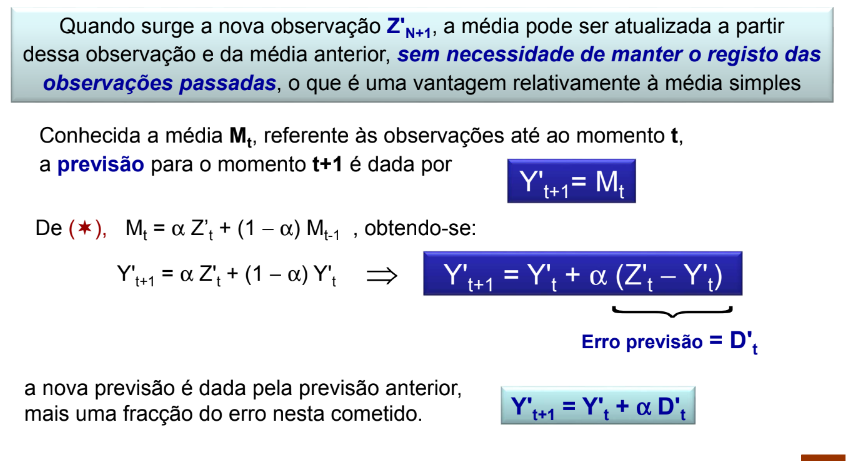 Quando surge a nova observação Z'N+1, a média pode ser atualizada a partir
dessa observação e da média anterior, sem necessidade de manter o registo das
observações passadas, o que é uma vantagem relativamente à média simples
Conhecida a média Mt, referente às observações até ao momento t,
a previsão para o momento t+1 é dada por
Y't+1= Mt
De (✶), Mt = α Z't + (1 – α) Mt-1 , obtendo-se:
Y't+1 = α Z't + (1 – α) Y't ⇒ Y't+1 = Y't + α (Z't – Y't)
Erro previsão = D't
a nova previsão é dada pela previsão anterior,
mais uma fracção do erro nesta cometido.
Y't+1 = Y't + α D't